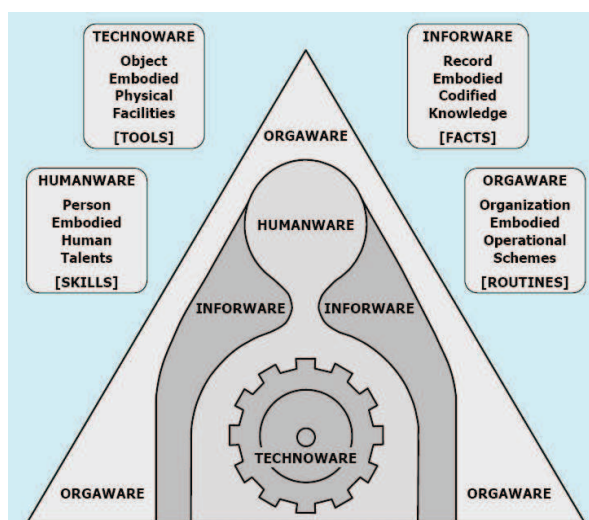 TECHNOWARE
Object
Embodied
Physical
Facilities
[TOOLS]
INFORWARE
Record
Embodied
Codified
Knowledge
[FACTS]
HUMANWARE
Person
Embodied
Human
Talents
[SKILLS]
ORGAWARE
Organization
Embodied
Operational
Schemes
[ROUTINES]
ORGAWARE
HUMANWARE
INFORWARE
INFORWARE
TECHNOWARE
ORGAWARE
ORGAWARE